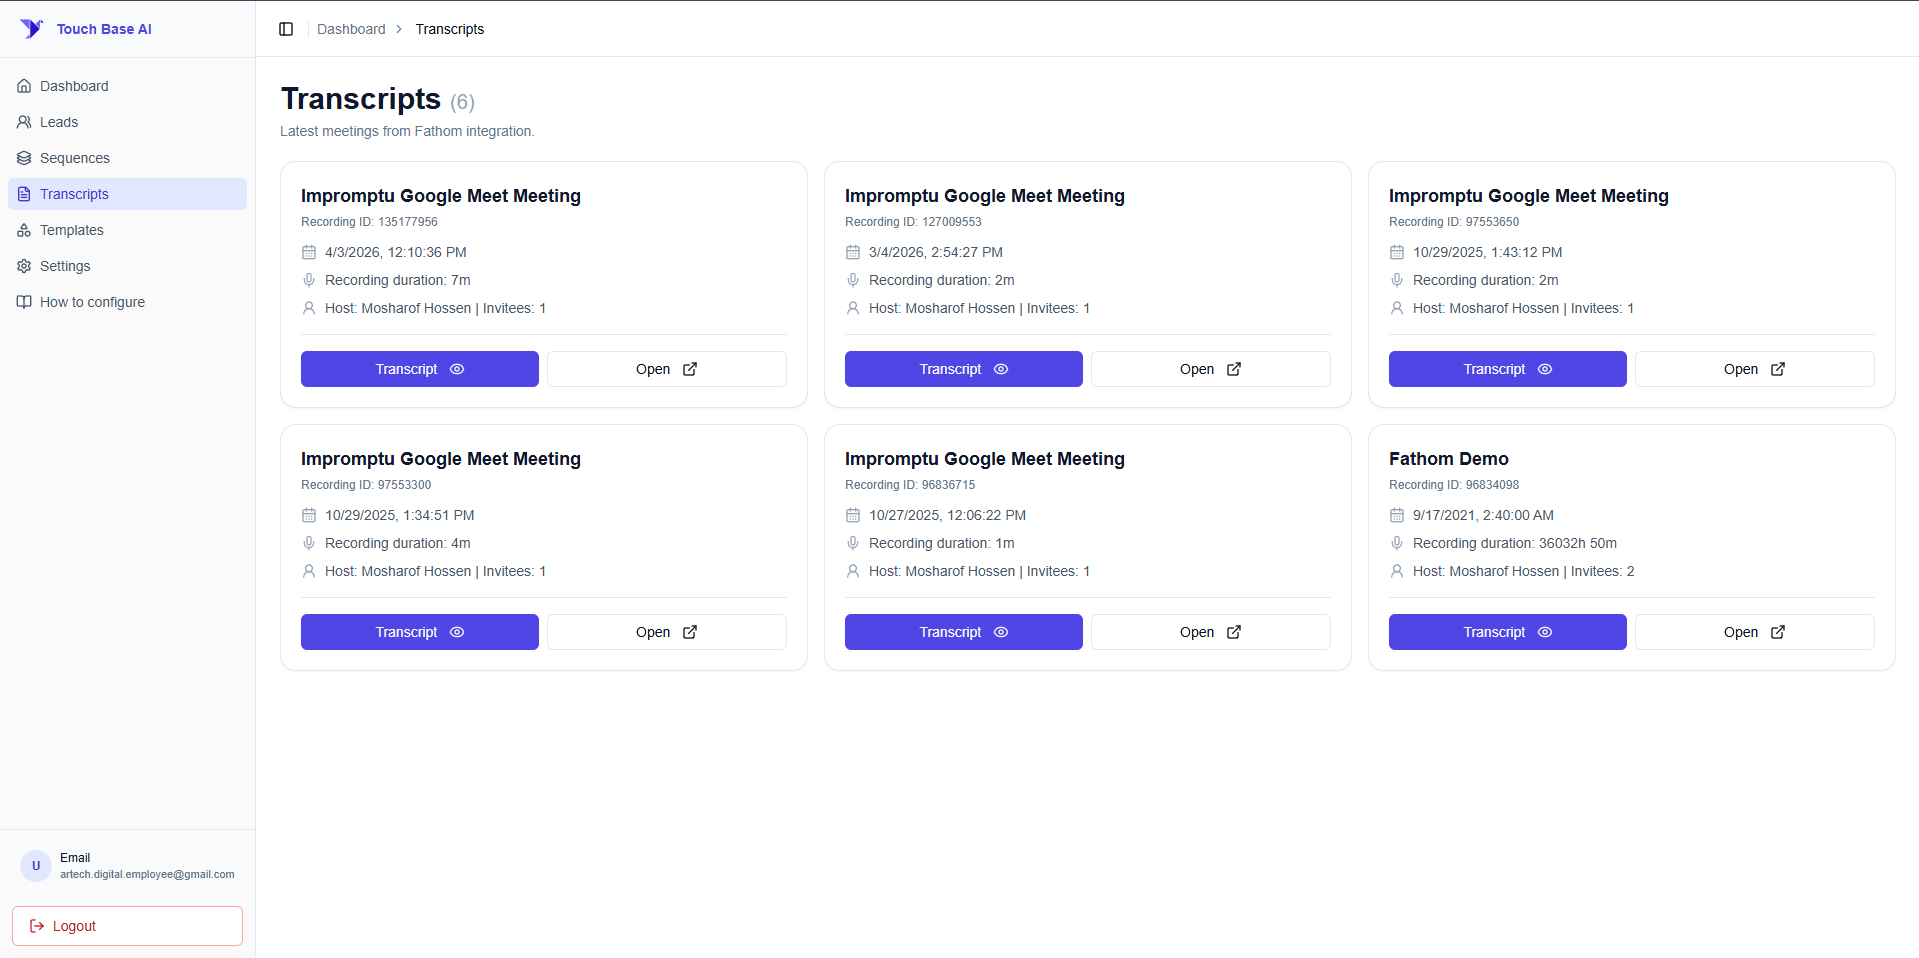 Touch Base AI
Dashboard
Leads
Sequences
Transcripts
Templates
Settings
How to configure
Email
artech.digital.employee@gmail.com
U
Logout
Dashboard > Transcripts
Transcripts (6)
Latest meetings from Fathom integration.
Impromptu Google Meet Meeting
Recording ID: 135177956
4/3/2026, 12:10:36 PM
Recording duration: 7m
Host: Mosharof Hossen | Invitees: 1
Transcript
Open
Impromptu Google Meet Meeting
Recording ID: 127009553
3/4/2026, 2:54:27 PM
Recording duration: 2m
Host: Mosharof Hossen | Invitees: 1
Transcript
Open
Impromptu Google Meet Meeting
Recording ID: 97553650
10/29/2025, 1:43:12 PM
Recording duration: 2m
Host: Mosharof Hossen | Invitees: 1
Transcript
Open
Impromptu Google Meet Meeting
Recording ID: 97553300
10/29/2025, 1:34:51 PM
Recording duration: 4m
Host: Mosharof Hossen | Invitees: 1
Transcript
Open
Impromptu Google Meet Meeting
Recording ID: 96836715
10/27/2025, 12:06:22 PM
Recording duration: 1m
Host: Mosharof Hossen | Invitees: 1
Transcript
Open
Fathom Demo
Recording ID: 96834098
9/17/2021, 2:40:00 AM
Recording duration: 36032h 50m
Host: Mosharof Hossen | Invitees: 2
Transcript
Open